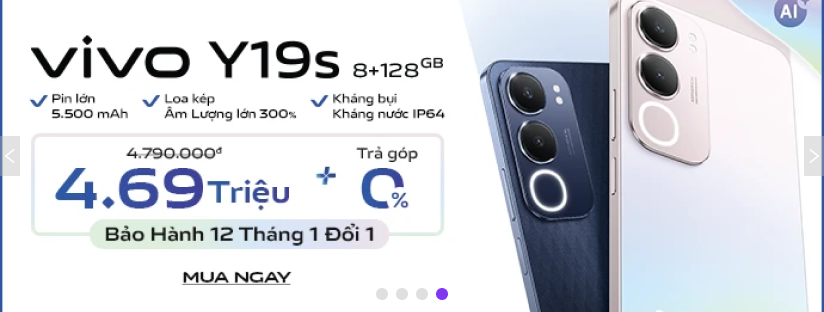 vivo Y19s 8+128GB
Pin lớn
5.500 mAh
Loa kép
Âm Lượng lớn 300%
Kháng bụi
Kháng nước IP64
4.790.000đ
4.69 Triệu
+
Trả góp
0%
Bảo Hành 12 Tháng 1 Đổi 1
MUA NGAY
AI